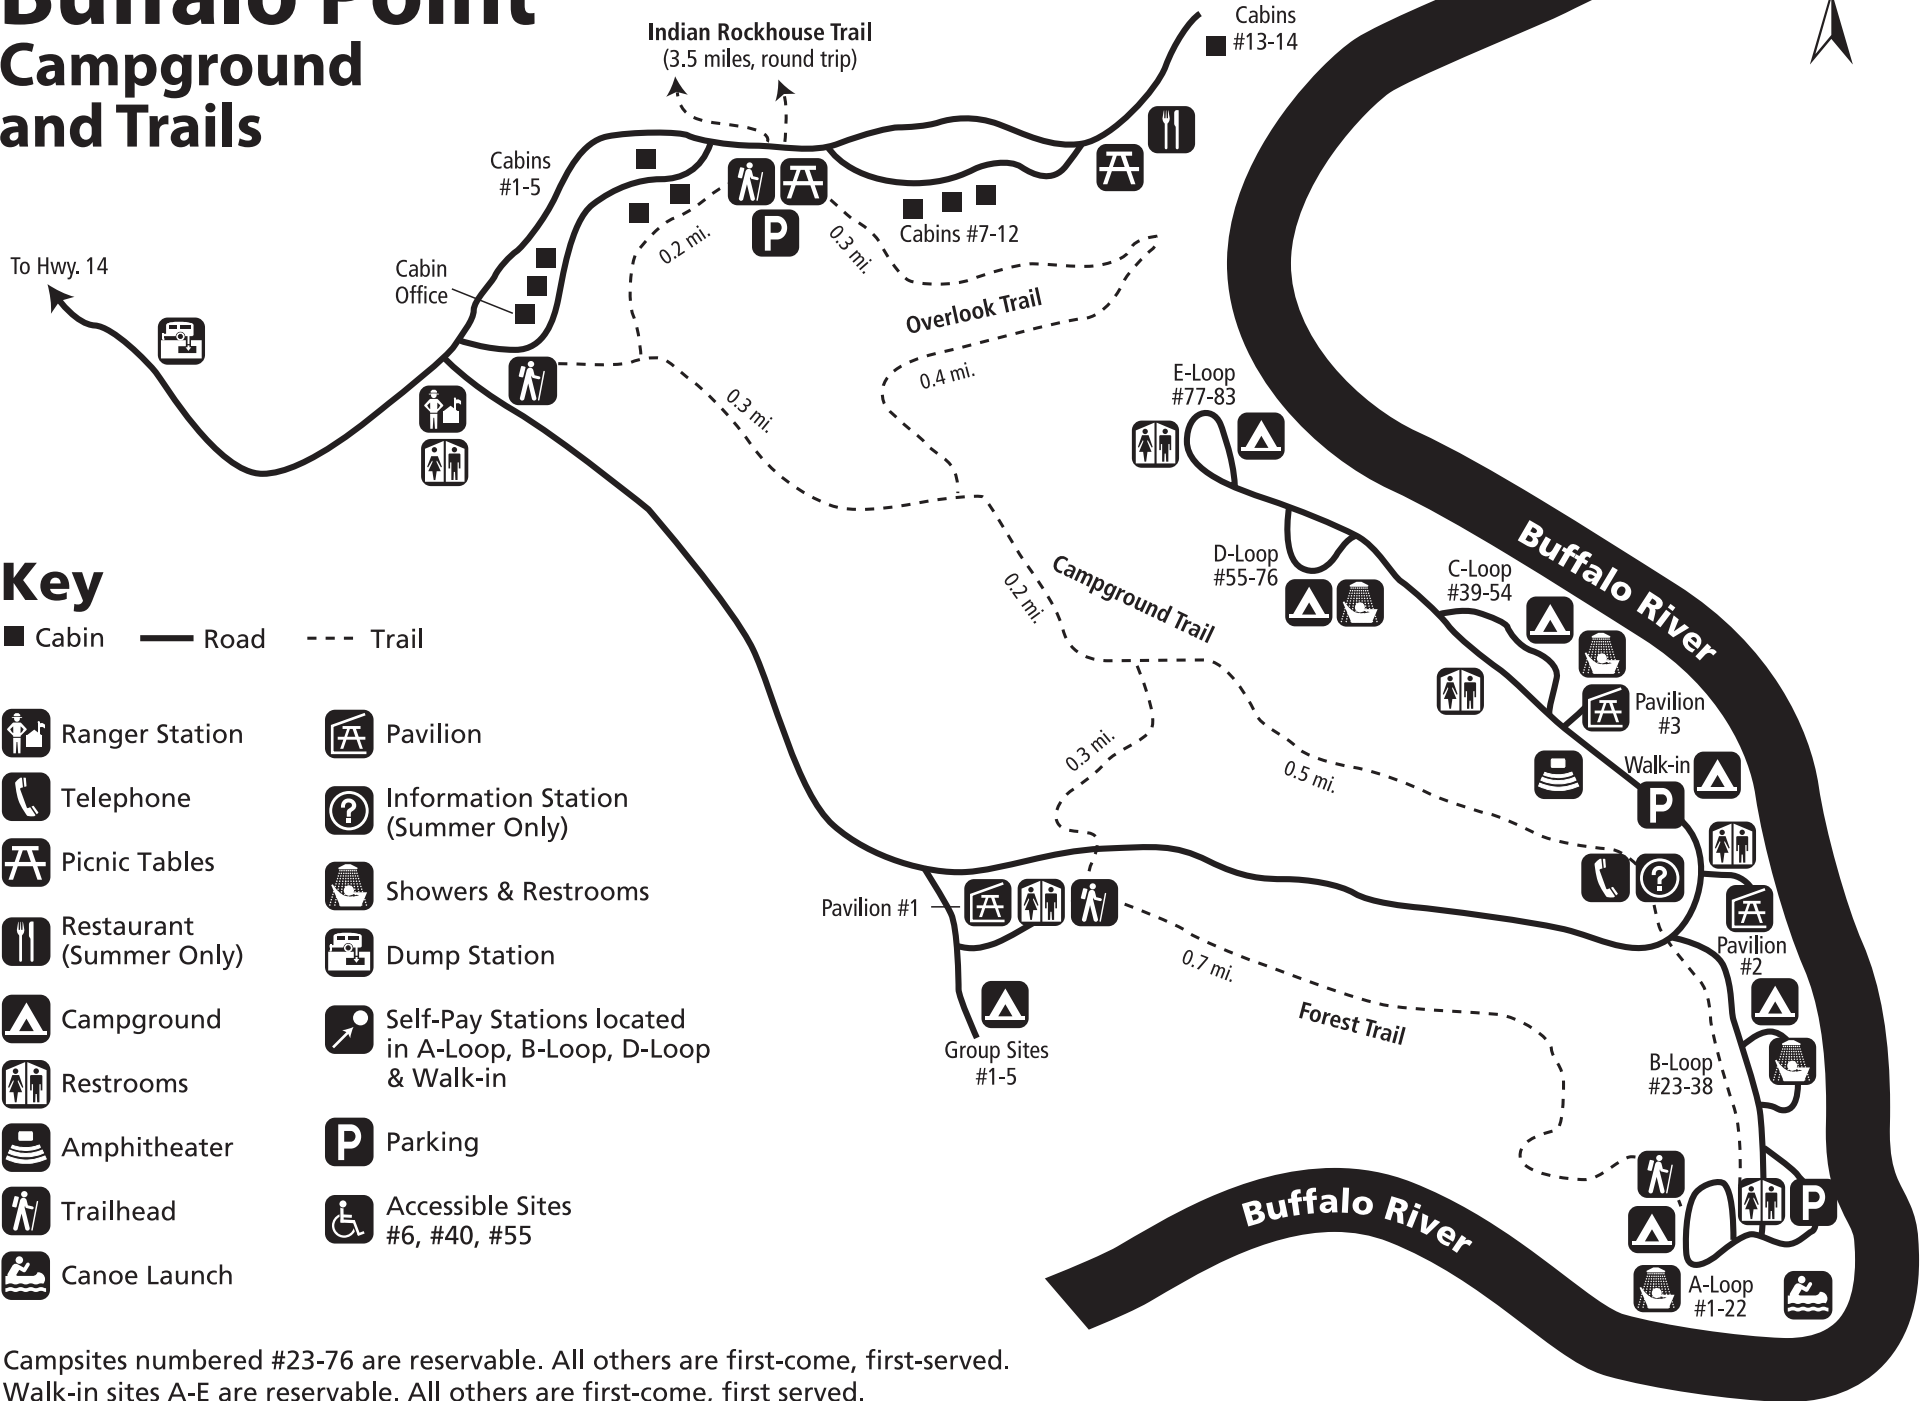 Buffalo Point
Campground
and Trails
Indian Rockhouse Trail
(3.5 miles, round trip)
Cabins
#13-14
Cabins
#1-5
Cabins #7-12
To Hwy. 14
Cabin
Office
0.2 mi.
0.3 mi.
Overlook Trail
0.4 mi.
0.3 mi.
E-Loop
#77-83
D-Loop
#55-76
C-Loop
#39-54
Buffalo River
Campground Trail
0.2 mi.
0.3 mi.
0.5 mi.
Pavilion
#3
Walk-in
P
P
?
Pavilion #1
Pavilion
#2
0.7 mi.
Forest Trail
Group Sites
#1-5
B-Loop
#23-38
P
Buffalo River
A-Loop
#1-22
Key
Cabin
Road
Trail
Ranger Station
Telephone
Picnic Tables
Restaurant
(Summer Only)
Campground
Restrooms
Amphitheater
Trailhead
Canoe Launch
Pavilion
?
Information Station
(Summer Only)
Showers & Restrooms
Dump Station
Self-Pay Stations located
in A-Loop, B-Loop, D-Loop
& Walk-in
P
Parking
Accessible Sites
#6, #40, #55
Campsites numbered #23-76 are reservable. All others are first-come, first-served.
Walk-in sites A-E are reservable. All others are first-come, first served.